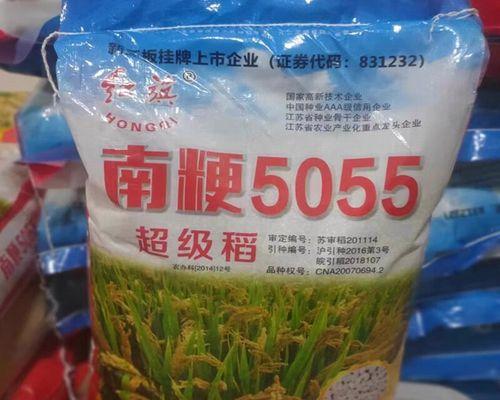 新三板挂牌上市企业（证券代码：831232）
红旗®
HONGQI
国家高新技术企业
中国种业AAA级信用企业
江苏省种业骨干企业
江苏省农业产业化重点龙头企业
南粳5055
超级稻
农办科[2014]12号
审定编号：苏审稻201114
引种编号：沪引种2016第3号
皖引稻2018107
品种权号：CNA20070694.2
南粳505